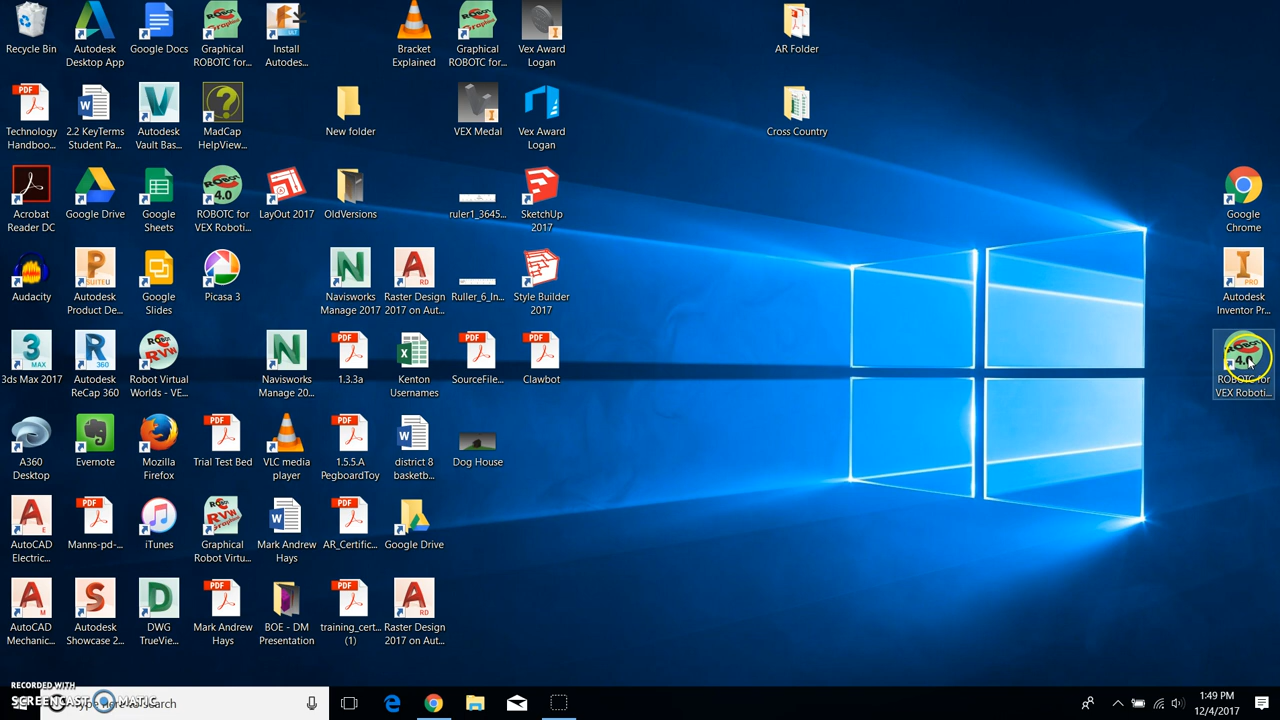 Recycle Bin
Autodesk
Desktop App
Google Docs
Graphical
ROBOTC for...
Install
Autodes...
Bracket
Explained
Graphical
ROBOTC for...
Vex Award
Logan
AR Folder
Technology
Handboo...
2.2 KeyTerms
Student Pa...
Autodesk
Vault Bas...
MadCap
HelpView...
New folder
VEX Medal
Vex Award
Logan
Cross Country
Acrobat
Reader DC
Google Drive
Google
Sheets
ROBOTC for
VEX Roboti...
LayOut 2017
OldVersions
ruler1_3645...
SketchUp
2017
Google
Chrome
Audacity
Autodesk
Product De...
Google
Slides
Picasa 3
Navisworks
Manage 2017
Raster Design
2017 on Aut...
Ruller_6_In...
Style Builder
2017
Autodesk
Inventor Pr...
3ds Max 2017
Autodesk
ReCap 360
Robot Virtual
Worlds - VE...
Navisworks
Manage 20...
1.3.3a
Kenton
Usernames
SourceFile...
Clawbot
ROBOTC for
VEX Roboti...
A360
Desktop
Evernote
Mozilla
Firefox
Trial Test Bed
VLC media
player
1.5.5.A
PegboardToy
district 8
basketb...
Dog House
AutoCAD
Electric...
Manns-pd-...
iTunes
Graphical
Robot Virtu...
Mark Andrew
Hays
AR_Certific...
Google Drive
AutoCAD
Mechanic...
Autodesk
Showcase 2...
DWG
TrueView...
Mark Andrew
Hays
BOE - DM
Presentation
training_cert...
(1)
Raster Design
2017 on Aut...
RECORDED WITH
SCREENCAST MATIC
Type here to search
1:49 PM
12/4/2017